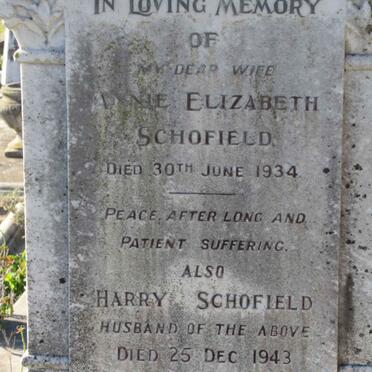 IN LOVING MEMORY
OF
MY DEAR WIFE
ANNIE ELIZABETH
SCHOFIELD
DIED 30TH JUNE 1934
PEACE, AFTER LONG AND
PATIENT SUFFERING.
ALSO
HARRY SCHOFIELD
HUSBAND OF THE ABOVE
DIED 25 DEC 1943